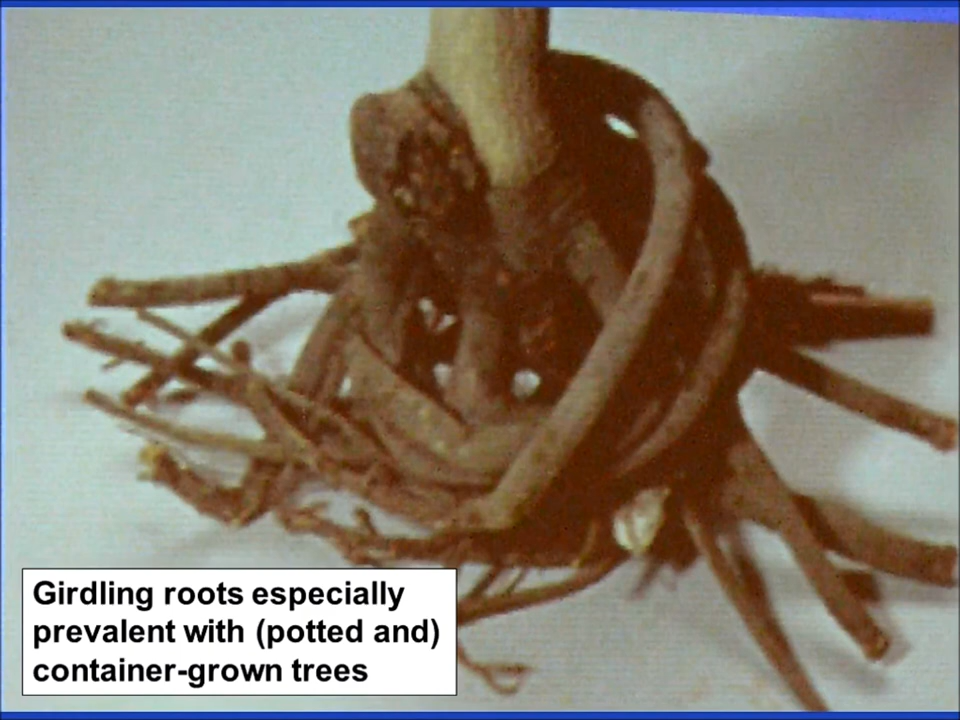 Girdling roots especially
prevalent with (potted and)
container-grown trees